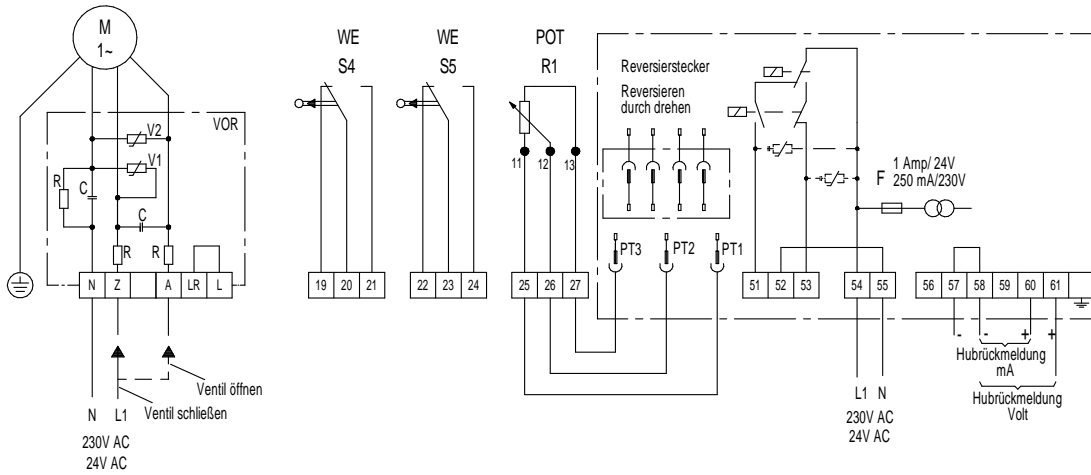 M
1~
VOR
V2
V1
R
C
C
R
R
N Z A LR L
Ventil öffnen
Ventil schließen
N L1
230V AC
24V AC
WE
S4
19 20 21
WE
S5
22 23 24
POT
R1
11 12 13
25 26 27
Reversierstecker
Reversieren
durch drehen
PT3 PT2 PT1
F
1 Amp/ 24V
250 mA/230V
51 52 53
54 55
56 57 58 59 60 61
- - + +
Hubrückmeldung
mA
Hubrückmeldung
Volt
L1 N
230V AC
24V AC